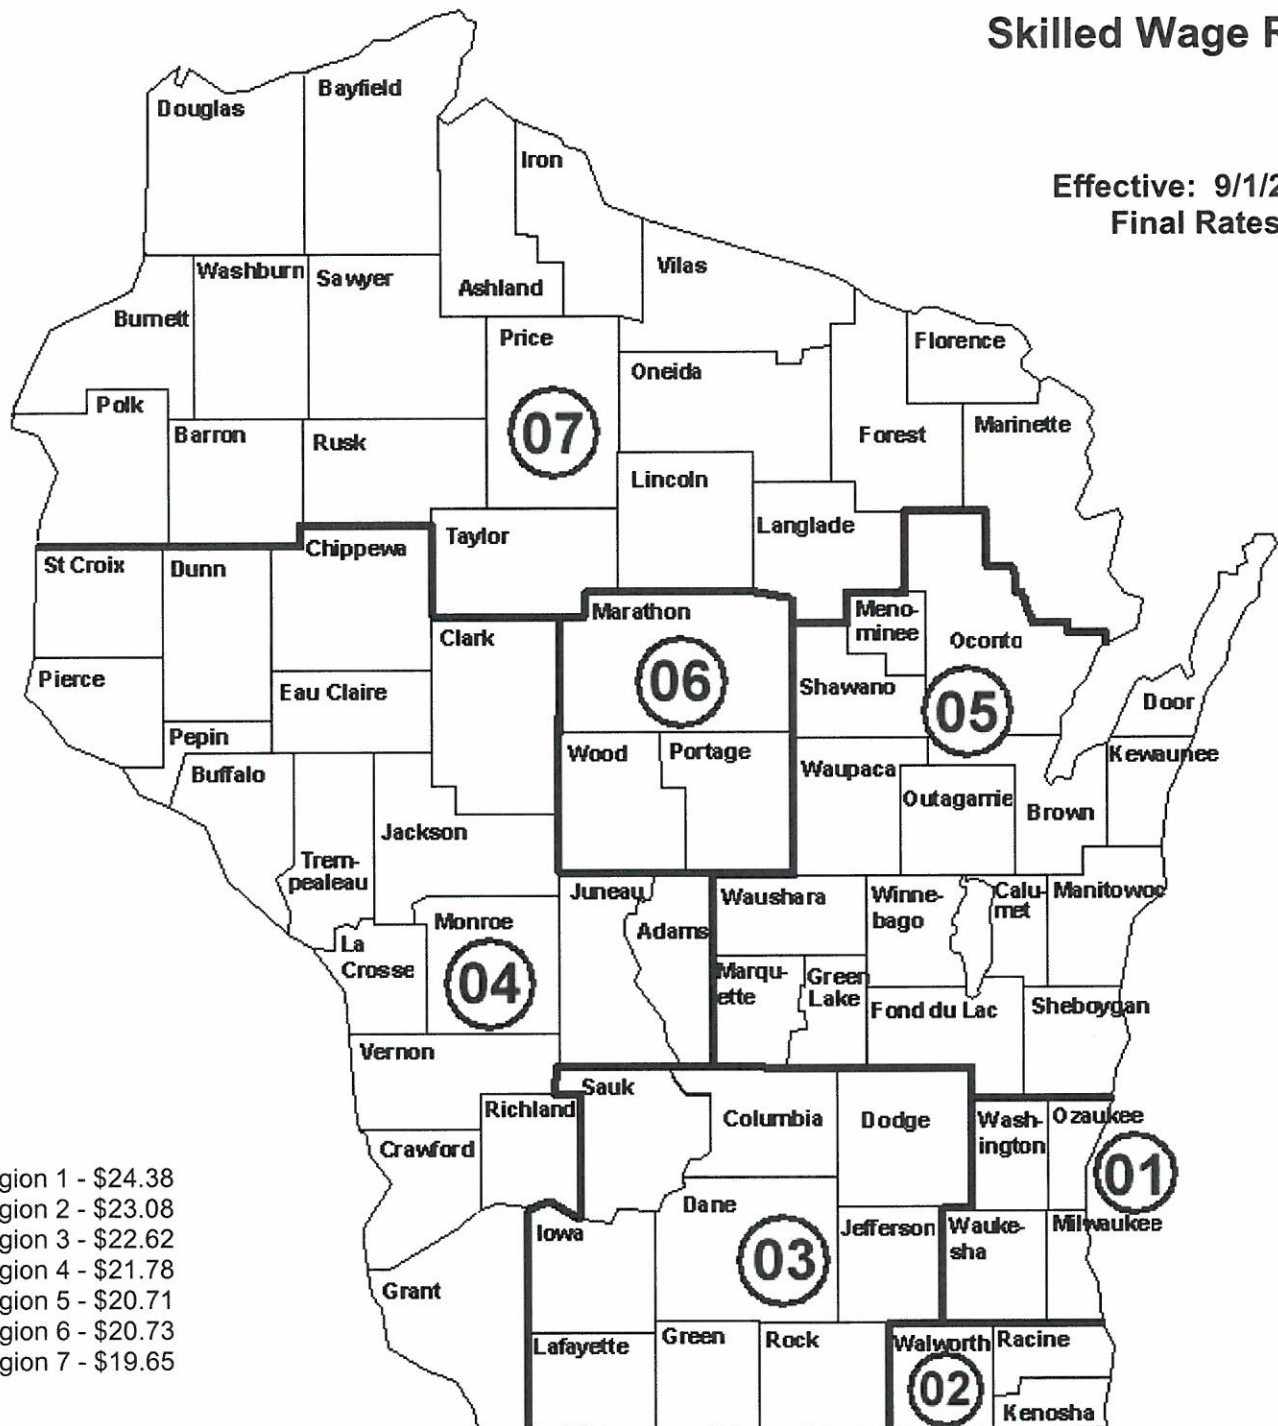 Skilled Wage R
Effective: 9/1/2
Final Rates
Douglas
Bayfield
Iron
Ashland
Vilas
Washburn
Sawyer
Burnett
Price
Florence
Oneida
Polk
07
Barron
Rusk
Forest
Marinette
Lincoln
Langlade
Taylor
Chippewa
St Croix
Dunn
Marathon
Meno-
minee
Clark
Oconto
06
Pierce
Eau Claire
Shawano
05
Door
Pepin
Wood
Portage
Kewaunee
Buffalo
Waupaca
Outagamie
Brown
Jackson
Trem-
pealeau
Juneau
Waushara
Winne-
bago
Calu-
met
Manitowoc
Monroe
Adams
La
Crosse
04
Marqu-
ette
Green
Lake
Fond du Lac
Sheboygan
Vernon
Sauk
Richland
Columbia
Dodge
Wash-
ington
Ozaukee
Crawford
01
Dane
Iowa
Jefferson
Wauke-
sha
Milwaukee
03
Grant
Lafayette
Green
Rock
Walworth
Racine
02
Kenosha
gion 1 - $24.38
gion 2 - $23.08
gion 3 - $22.62
gion 4 - $21.78
gion 5 - $20.71
gion 6 - $20.73
gion 7 - $19.65